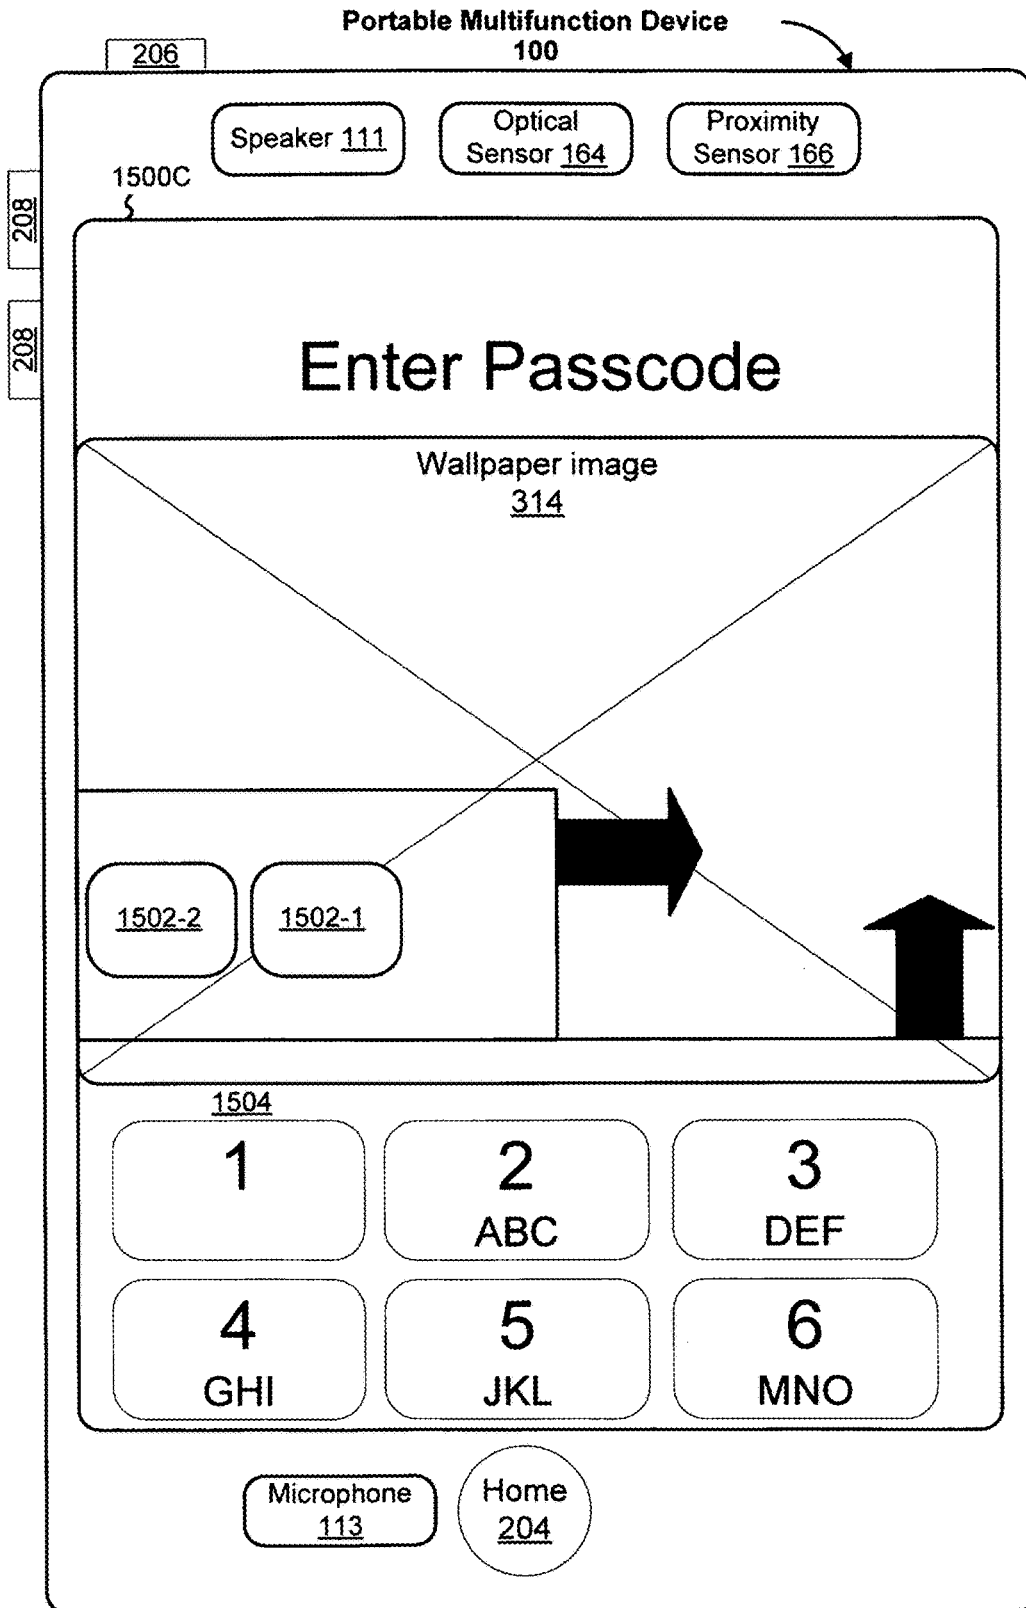 Portable Multifunction Device
100
206
Speaker 111
Optical
Sensor 164
Proximity
Sensor 166
1500C
208
208
Enter Passcode
Wallpaper image
314
1502-2
1502-1
1504
1
2
ABC
3
DEF
4
GHI
5
JKL
6
MNO
Microphone
113
Home
204